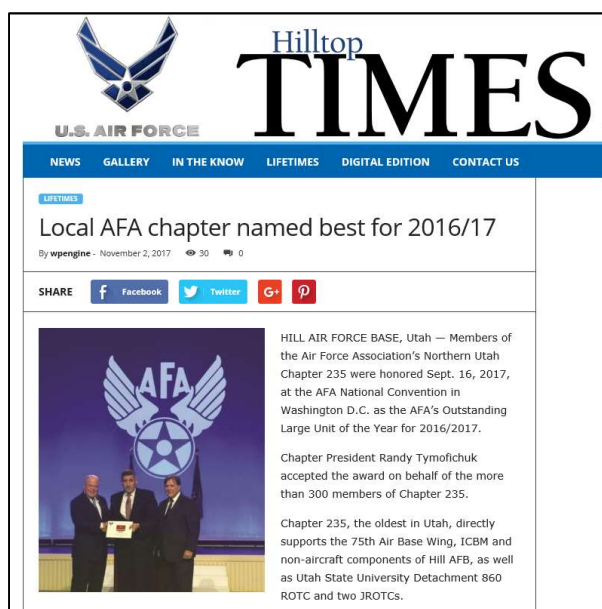 Hilltop
TIMES
U.S. AIR FORCE
NEWS GALLERY IN THE KNOW LIFETIMES DIGITAL EDITION CONTACT US
LIFETIMES
Local AFA chapter named best for 2016/17
By wpengine - November 2, 2017 30 0
SHARE f Facebook Twitter G+
AFA
HILL AIR FORCE BASE, Utah — Members of
the Air Force Association's Northern Utah
Chapter 235 were honored Sept. 16, 2017,
at the AFA National Convention in
Washington D.C. as the AFA's Outstanding
Large Unit of the Year for 2016/2017.
Chapter President Randy Tymofichuk
accepted the award on behalf of the more
than 300 members of Chapter 235.
Chapter 235, the oldest in Utah, directly
supports the 75th Air Base Wing, ICBM and
non-aircraft components of Hill AFB, as well
as Utah State University Detachment 860
ROTC and two JROTCs.